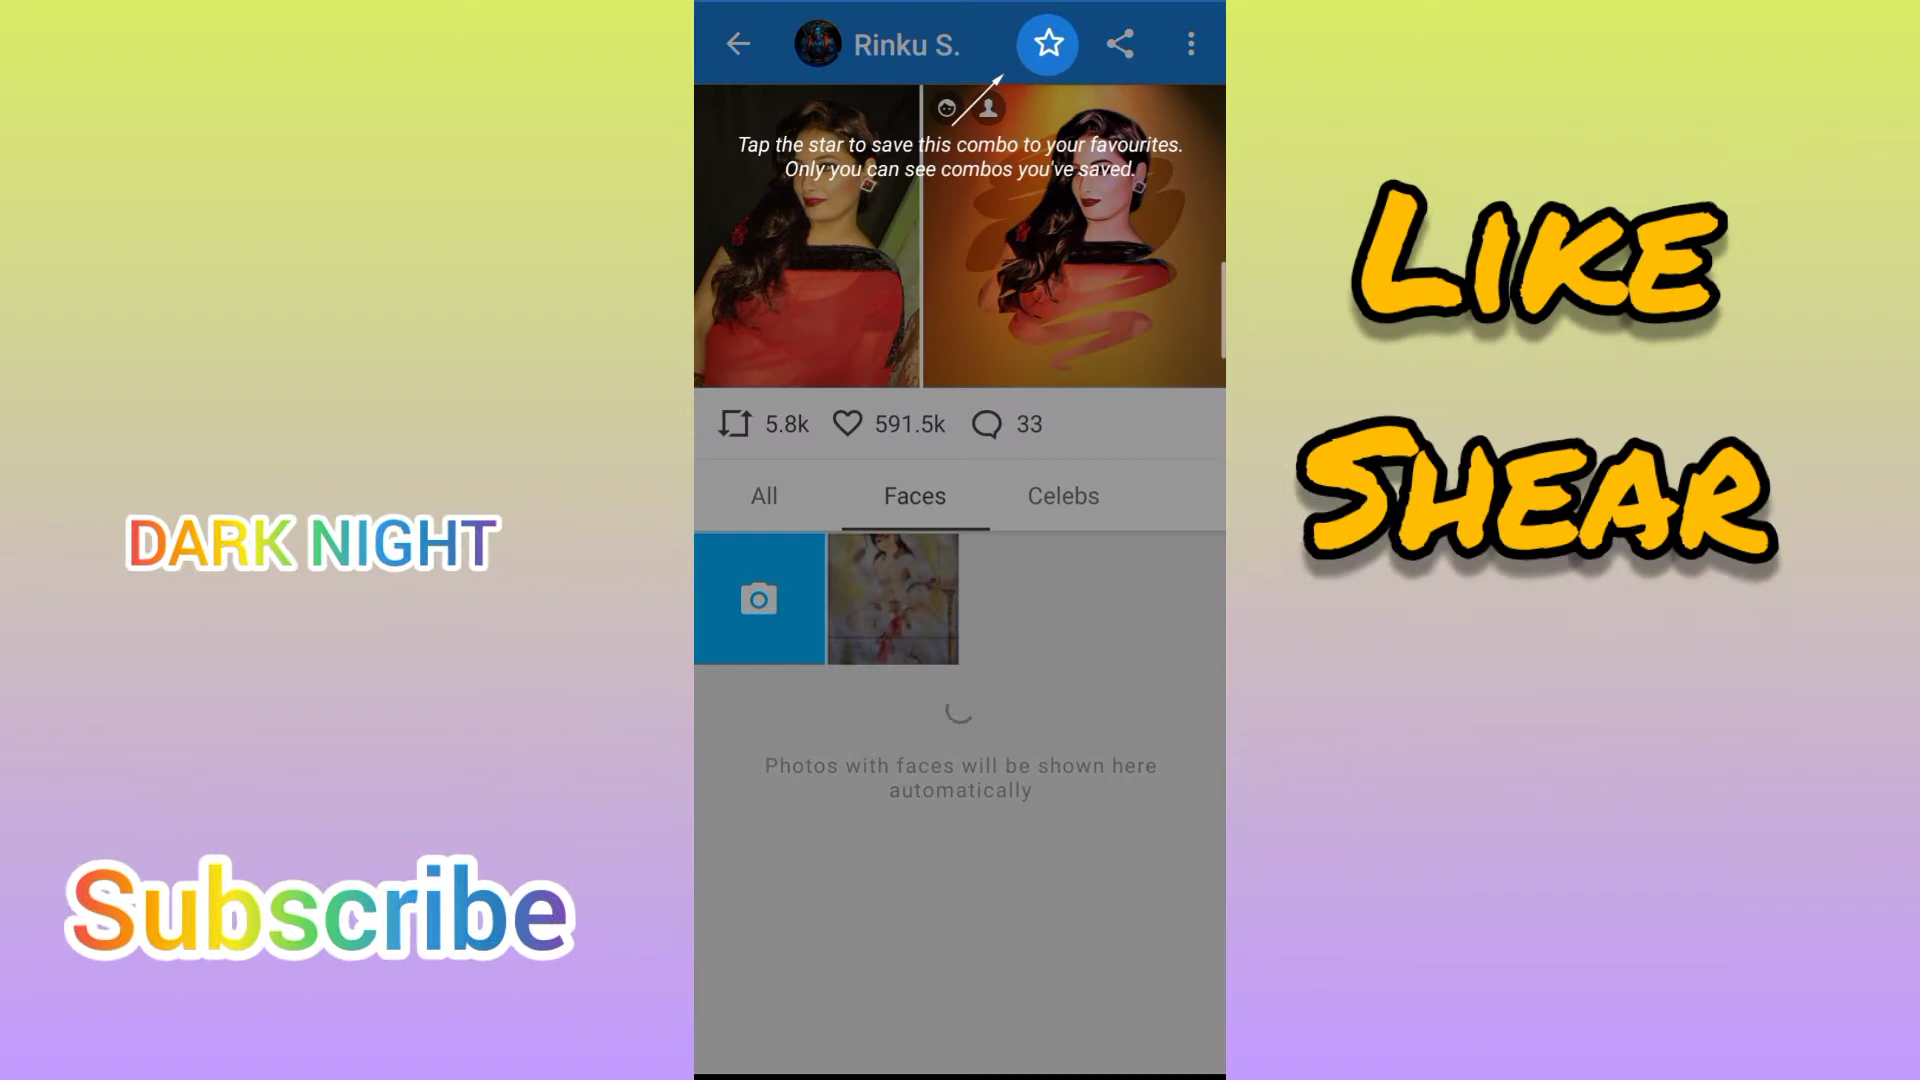 Rinku S.
Tap the star to save this combo to your favourites.
Only you can see combos you've saved.
5.8k 591.5k 33
All Faces Celebs
Photos with faces will be shown here
automatically
DARK NIGHT
Subscribe
LIKE
SHEAR